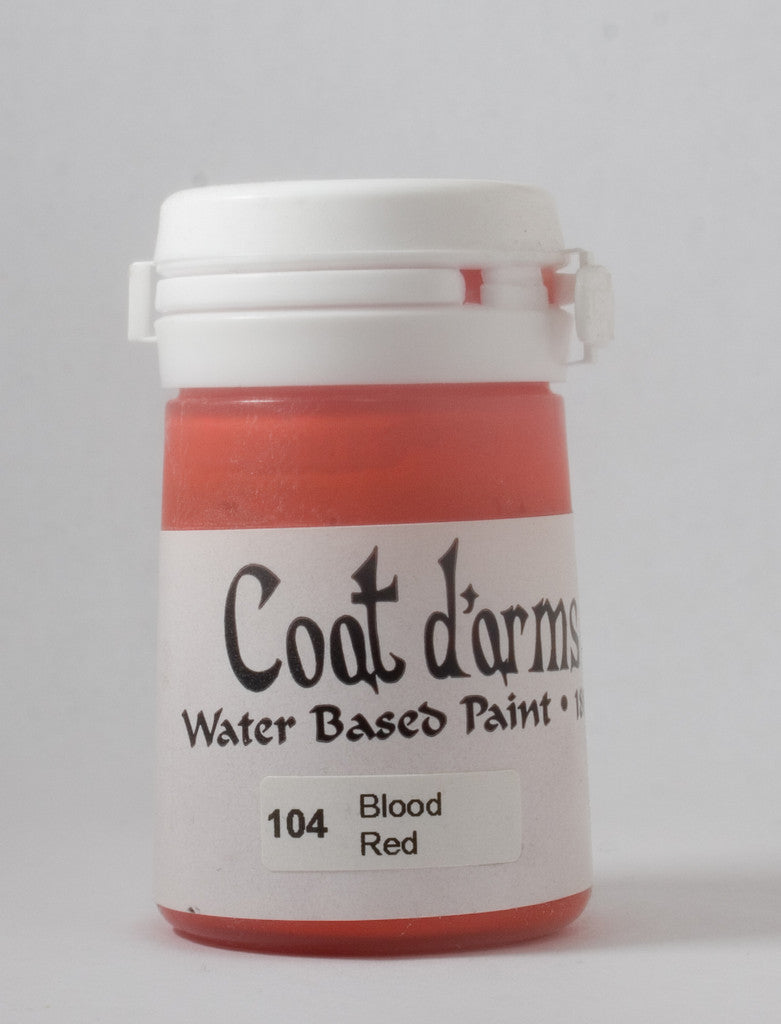 Coat d'arms
Water Based Paint •
104 Blood
Red